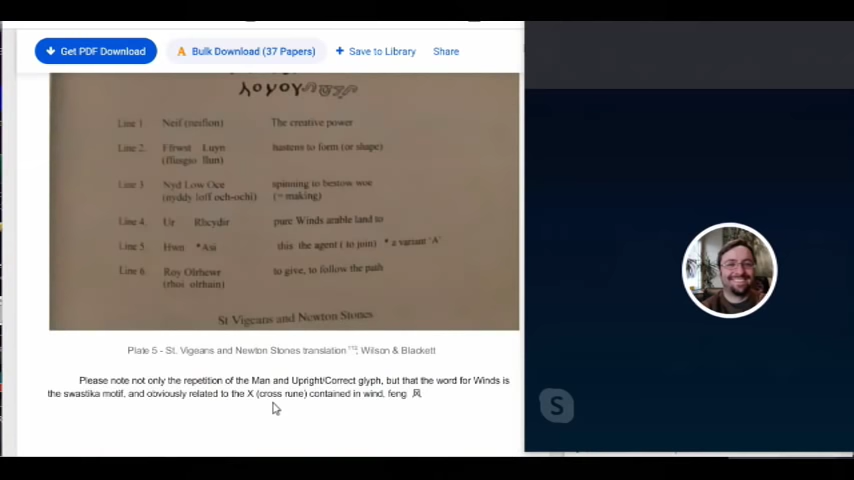 Get PDF Download
Bulk Download (37 Papers)
+ Save to Library
Share
Line 1. Neif (neifion) The creative power
Line 2. Ffrwst Luyn hastens to form (or shape)
(ffusgio llun)
Line 3 Nyd Low Oce spinning to bestow woe
(nyddy loff och-ochi) (= making)
Line 4. Ur Rhcydir pure Winds arable land to
Line 5. Hwn *Asi this the agent ( to join) * a variant 'A'
Line 6. Roy Olrhewr to give, to follow the path
(rhoi olrhain)
St Vigeans and Newton Stones
Plate 5 - St. Vigeans and Newton Stones translation, Wilson & Blackett
Please note not only the repetition of the Man and Upright/Correct glyph, but that the word for Winds is
the swastika motif, and obviously related to the X (cross rune) contained in wind, feng 风